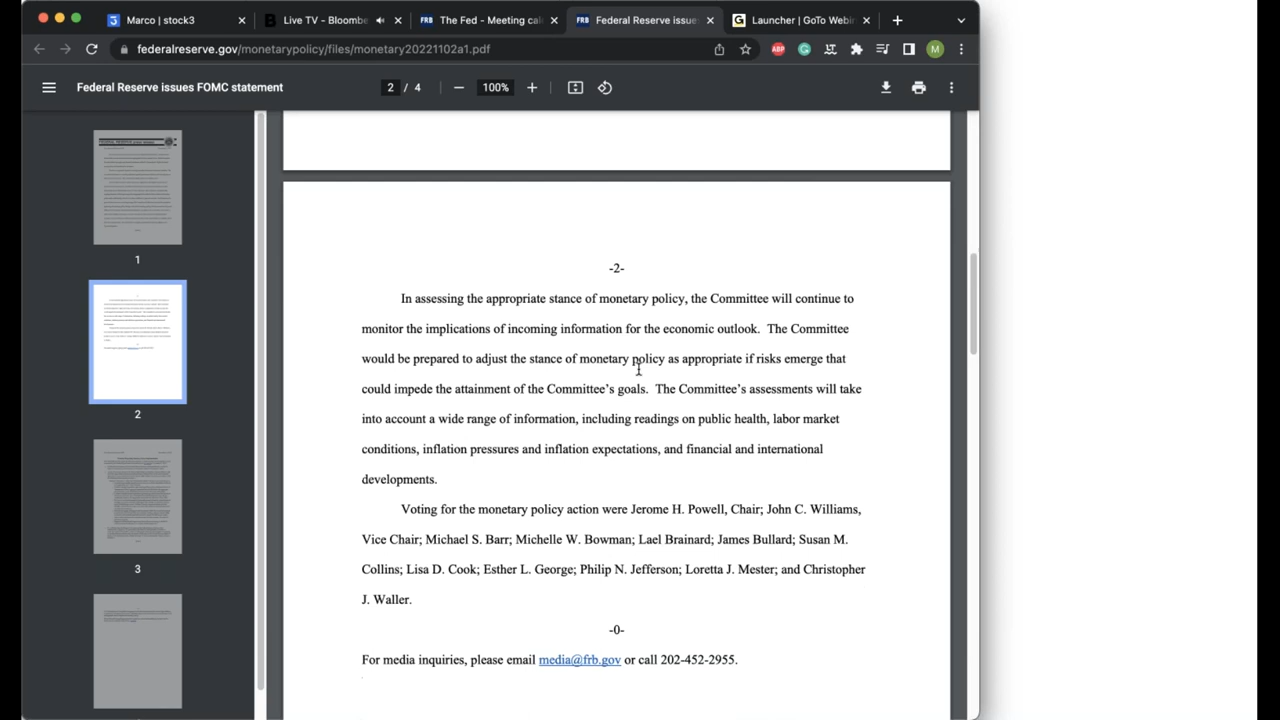 Marco | stock3
Live TV - Bloombe
The Fed - Meeting cal
Federal Reserve issue
Launcher | GoTo Webi
federalreserve.gov/monetarypolicy/files/monetary20221102a1.pdf
M
Federal Reserve issues FOMC statement
2 / 4
100%
1
2
3
-2-
In assessing the appropriate stance of monetary policy, the Committee will continue to
monitor the implications of incoming information for the economic outlook. The Committee
would be prepared to adjust the stance of monetary policy as appropriate if risks emerge that
could impede the attainment of the Committee's goals. The Committee's assessments will take
into account a wide range of information, including readings on public health, labor market
conditions, inflation pressures and inflation expectations, and financial and international
developments.
Voting for the monetary policy action were Jerome H. Powell, Chair; John C. Williams,
Vice Chair; Michael S. Barr; Michelle W. Bowman; Lael Brainard; James Bullard; Susan M.
Collins; Lisa D. Cook; Esther L. George; Philip N. Jefferson; Loretta J. Mester; and Christopher
J. Waller.
-0-
For media inquiries, please email media@frb.gov or call 202-452-2955.